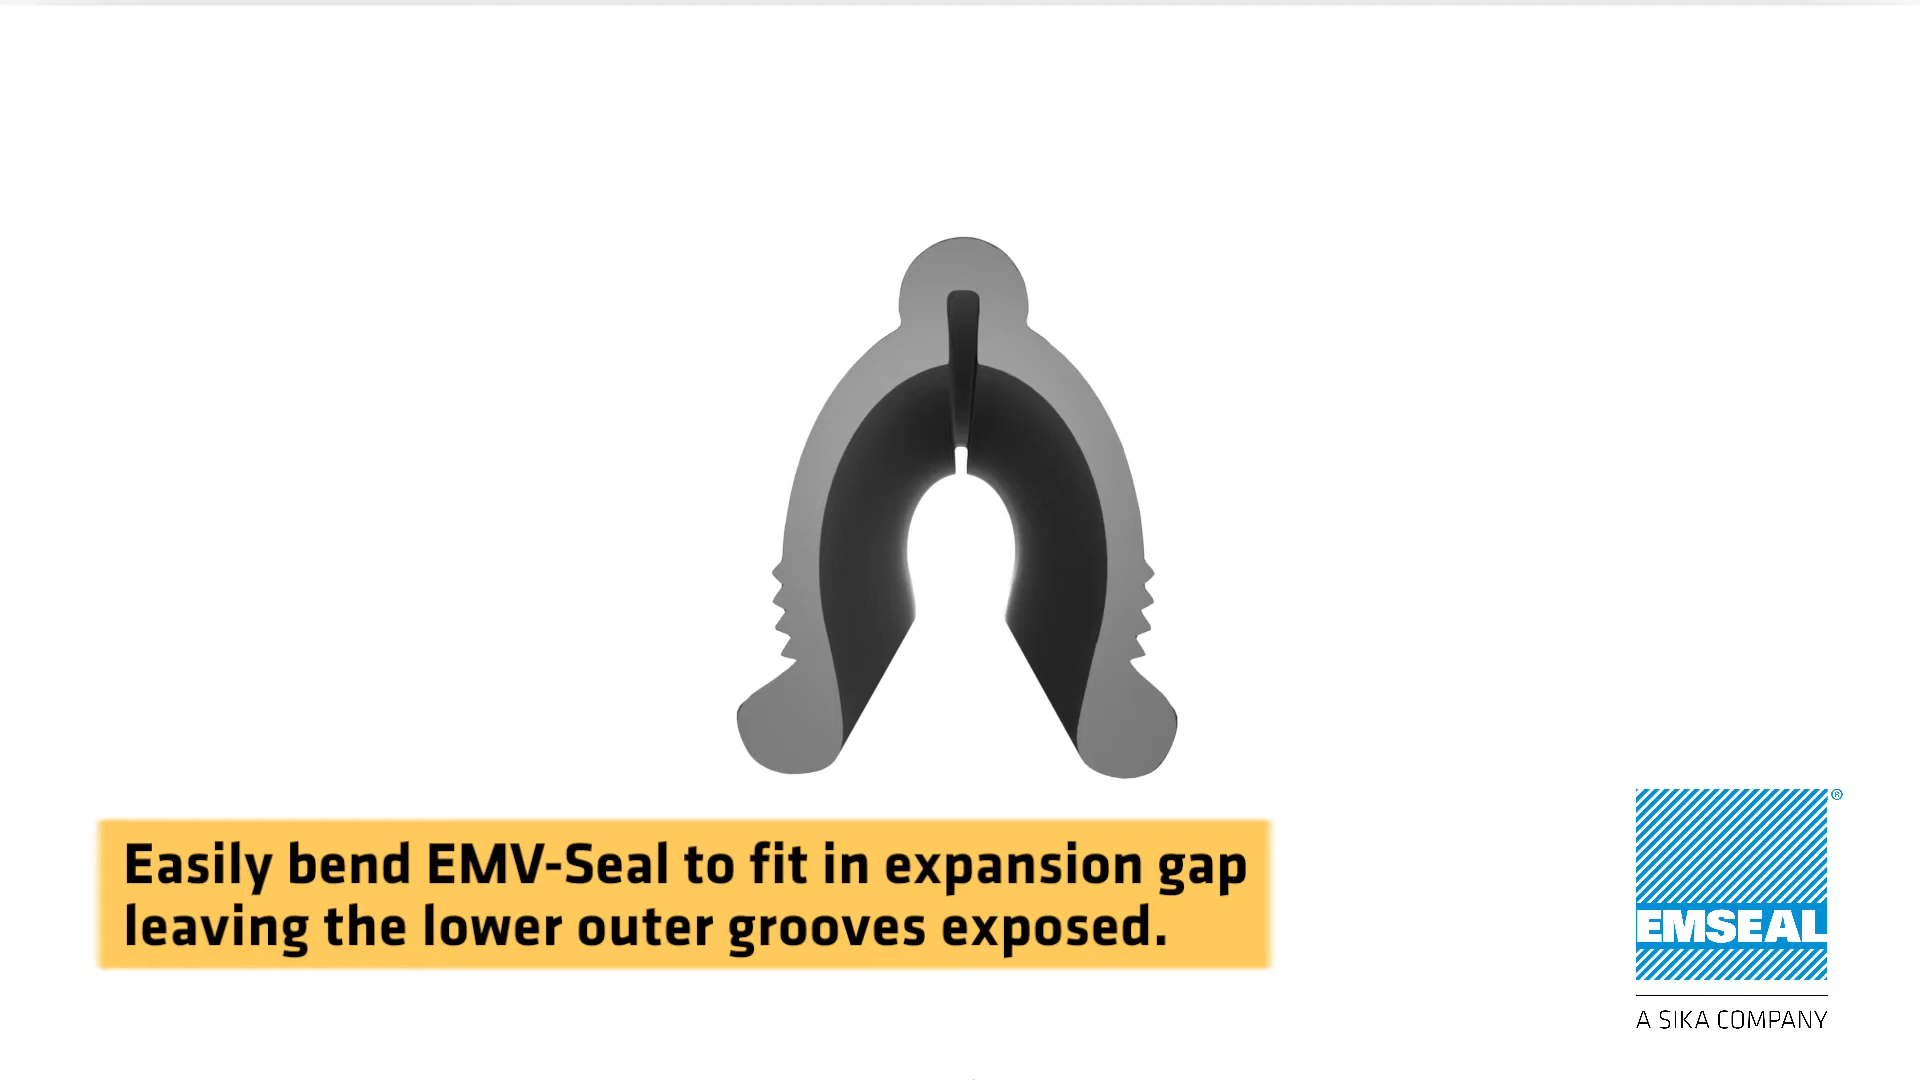 Easily bend EMV-Seal to fit in expansion gap
leaving the lower outer grooves exposed.
®
EMSEAL
A SIKA COMPANY